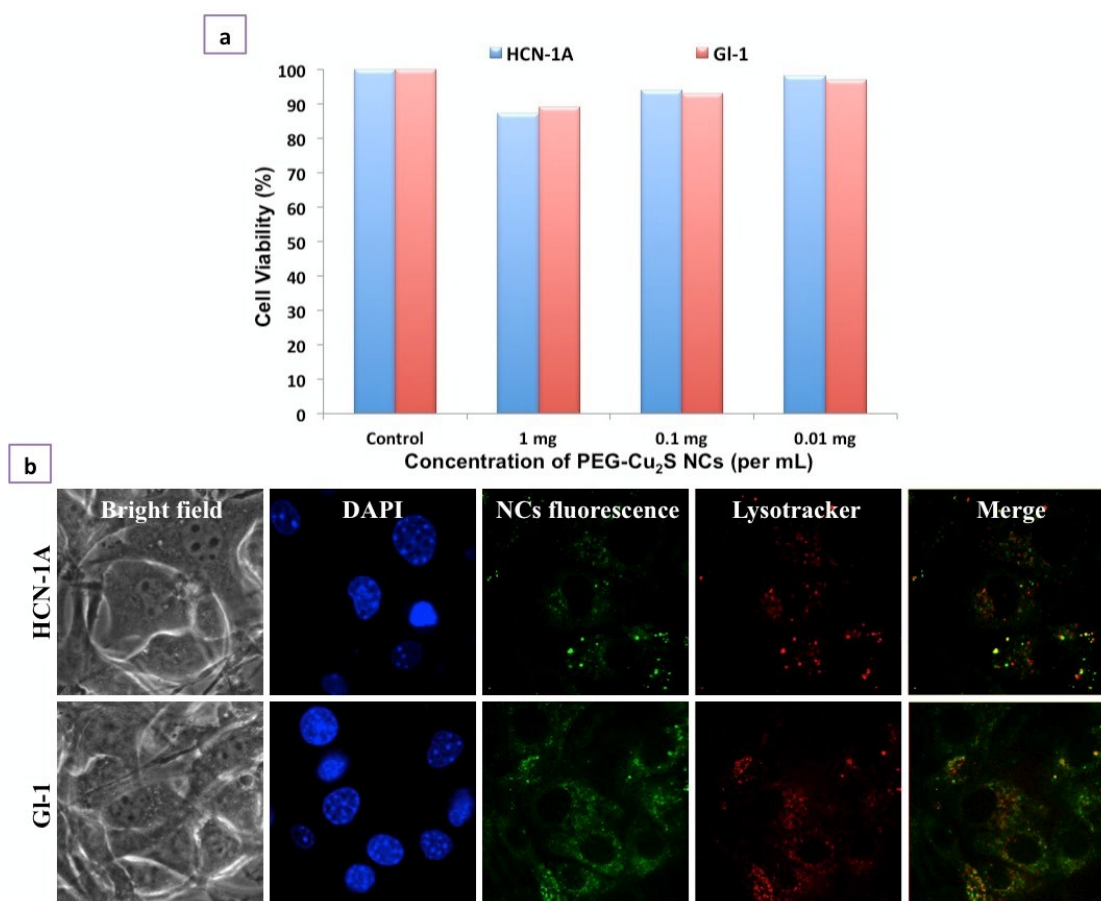 a
HCN-1A Gl-1
100
90
80
70
60
50
40
30
20
10
0
Cell Viability (%)
Control 1 mg 0.1 mg 0.01 mg
Concentration of PEG-Cu₂S NCs (per mL)
b
Bright field DAPI NCs fluorescence Lysotracker Merge
HCN-1A
Gl-1